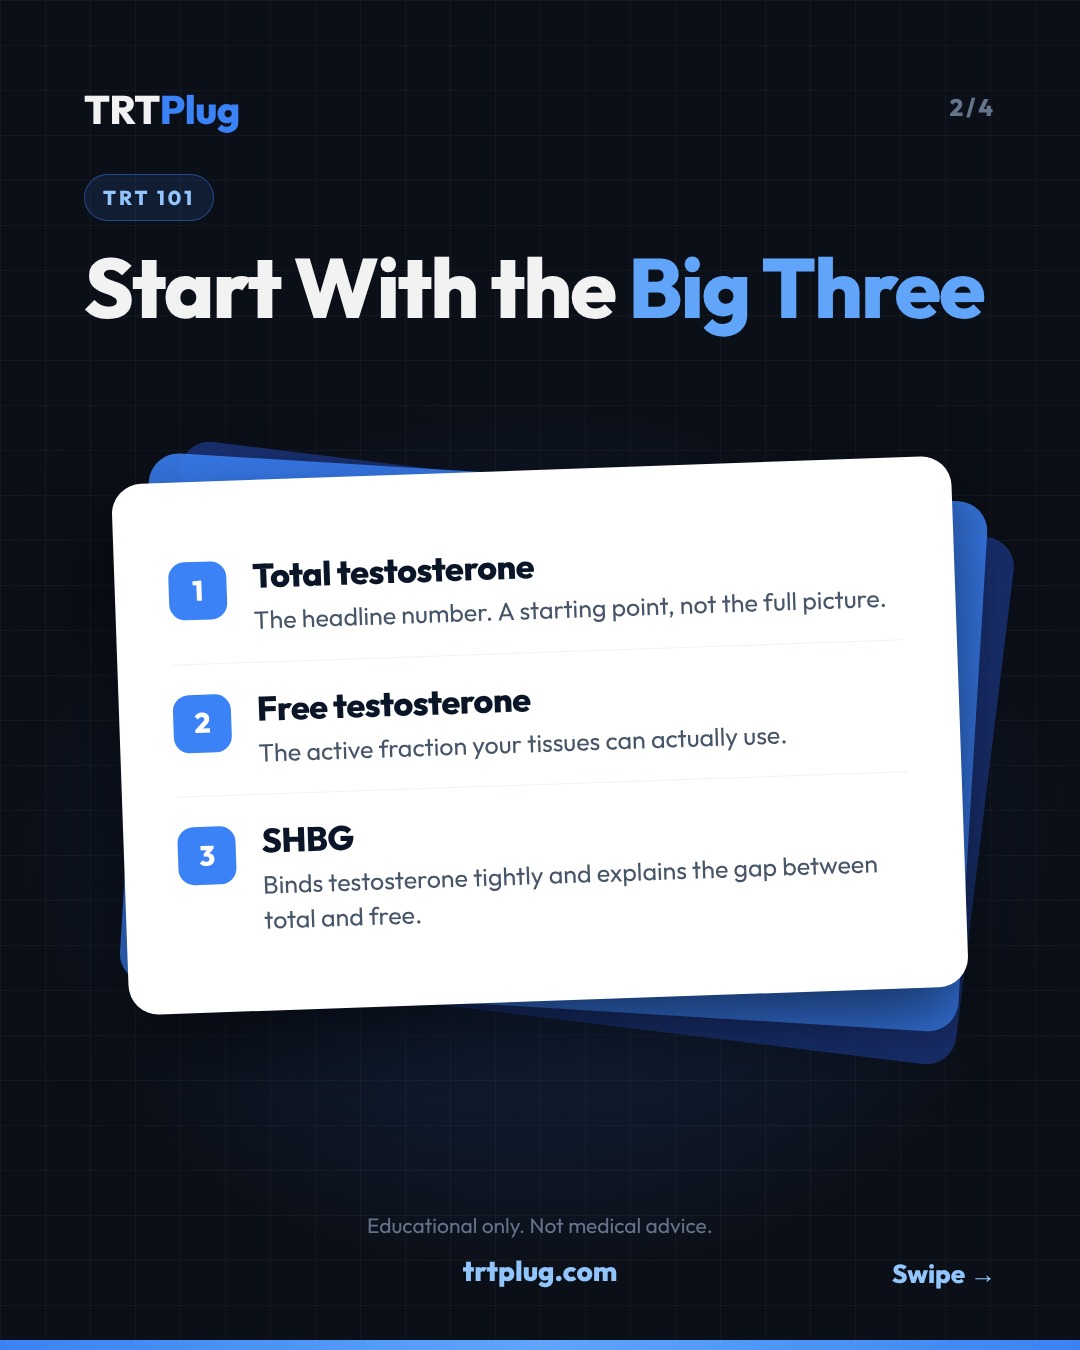 TRTPlug
2/4
TRT 101
Start With the Big Three
1
Total testosterone
The headline number. A starting point, not the full picture.
2
Free testosterone
The active fraction your tissues can actually use.
3
SHBG
Binds testosterone tightly and explains the gap between
total and free.
Educational only. Not medical advice.
trtplug.com
Swipe →